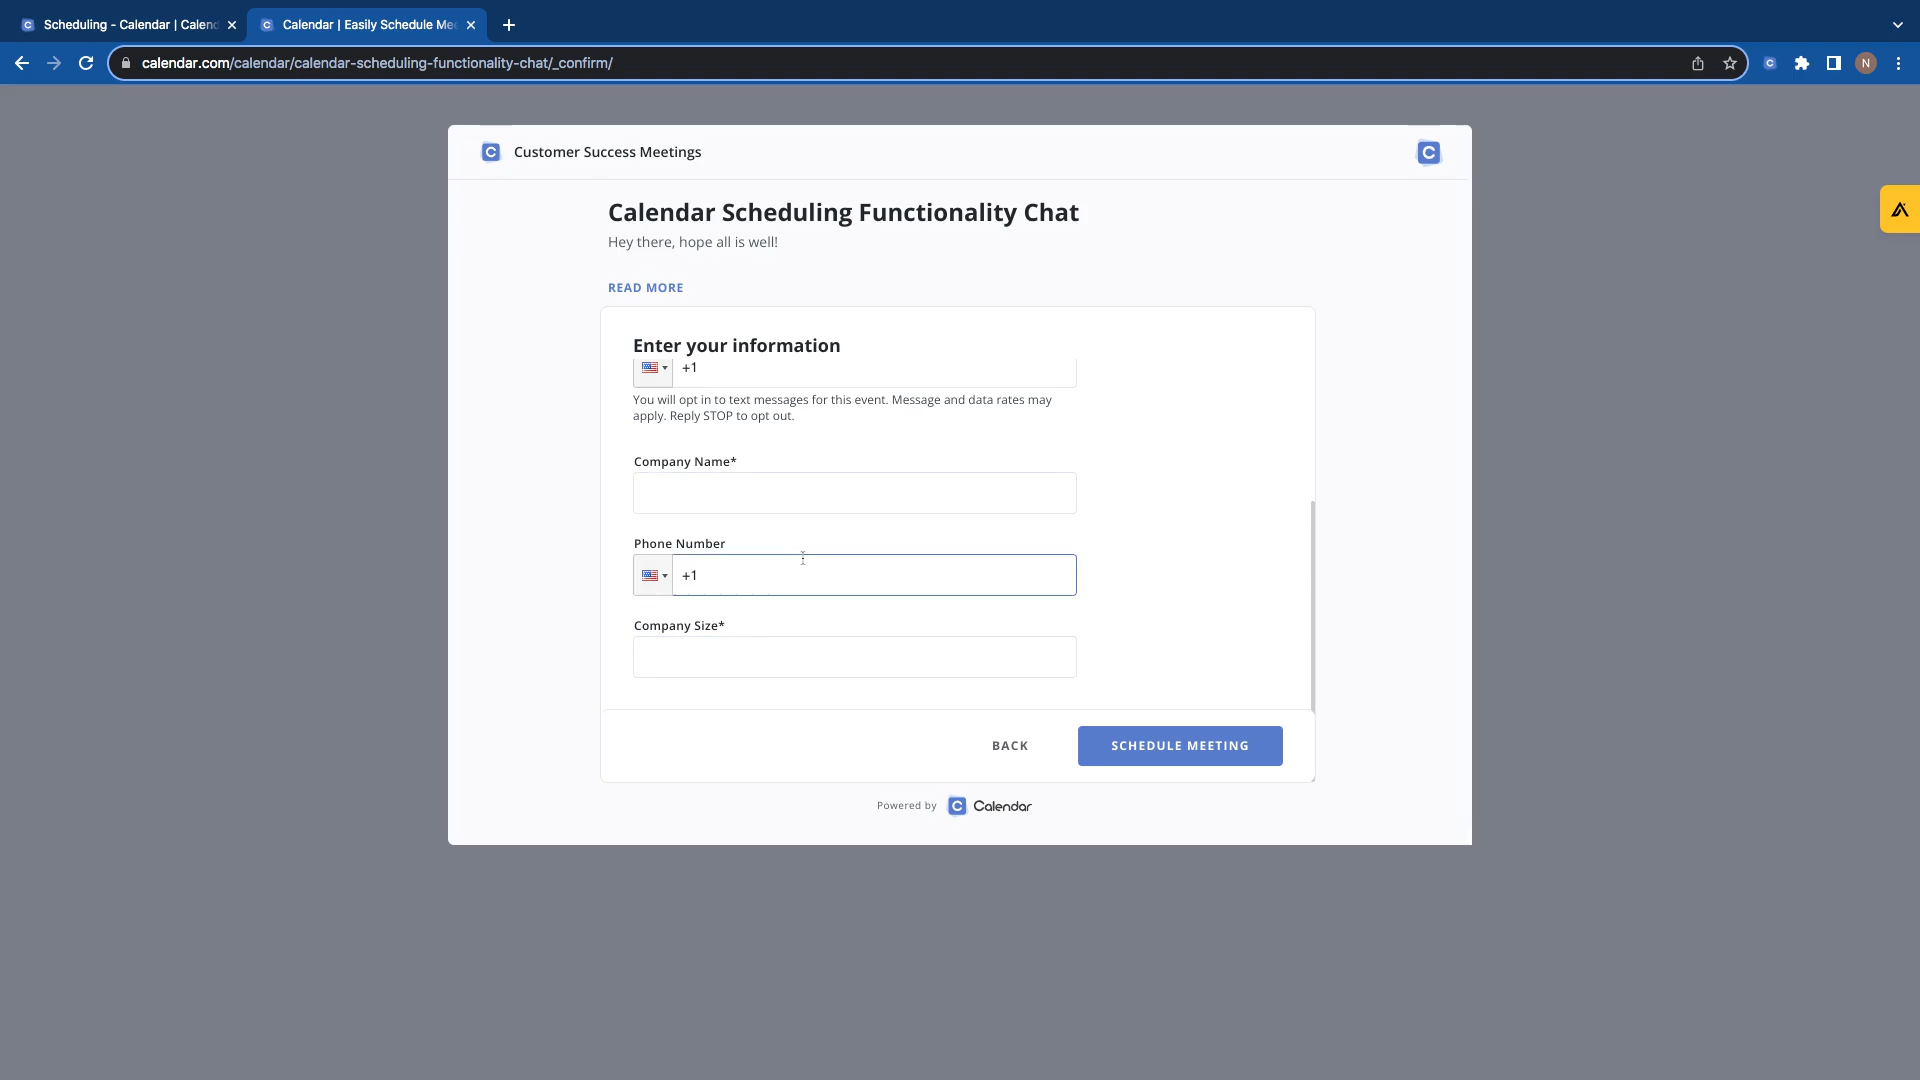 Scheduling - Calendar | Calend
Calendar | Easily Schedule Mee
calendar.com/calendar/calendar-scheduling-functionality-chat/_confirm/
N
C Customer Success Meetings C
Calendar Scheduling Functionality Chat
Hey there, hope all is well!
READ MORE
Enter your information
+1
You will opt in to text messages for this event. Message and data rates may
apply. Reply STOP to opt out.
Company Name*
Phone Number
+1
Company Size*
BACK
SCHEDULE MEETING
Powered by C Calendar